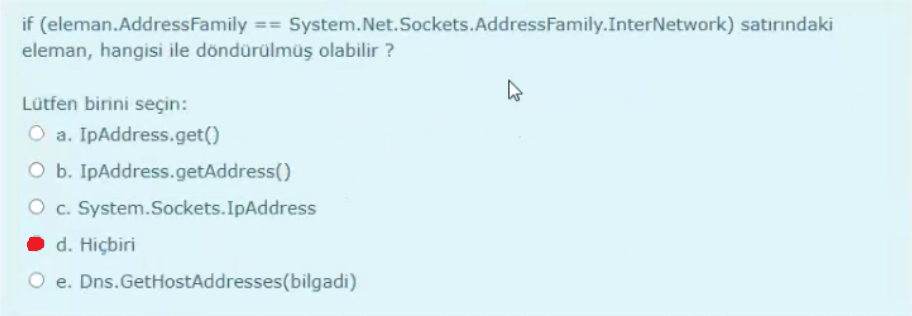 if (eleman.AddressFamily == System.Net.Sockets.AddressFamily.InterNetwork) satırındaki
eleman, hangisi ile döndürülmüş olabilir ?
Lütfen birini seçin:
a. IpAddress.get()
b. IpAddress.getAddress()
c. System.Sockets.IpAddress
d. Hiçbiri
e. Dns.GetHostAddresses(bilgadi)